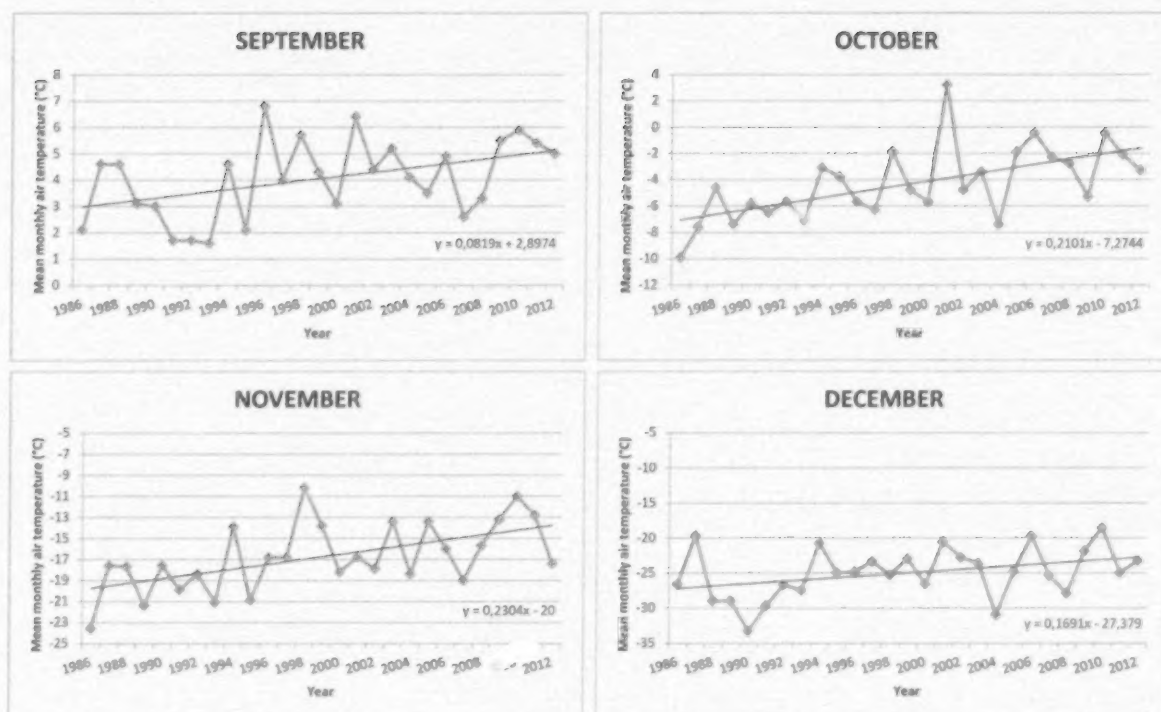 SEPTEMBER
Mean monthly air temperature (°C)
8
7
6
5
4
3
2
1
0
y = 0,0819x + 2,8974
1986 1988 1990 1992 1994 1996 1998 2000 2002 2004 2006 2008 2010 2012
Year
OCTOBER
Mean monthly air temperature (°C)
4
2
0
-2
-4
-6
-8
-10
-12
y = 0,2101x - 7,2744
1986 1988 1990 1992 1994 1996 1998 2000 2002 2004 2006 2008 2010 2012
Year
NOVEMBER
Mean monthly air temperature (°C)
-5
-7
-9
-11
-13
-15
-17
-19
-21
-23
-25
y = 0,2304x - 20
1986 1988 1990 1992 1994 1996 1998 2000 2002 2004 2006 2008 2012
Year
DECEMBER
Mean monthly air temperature (°C)
-5
-10
-15
-20
-25
-30
-35
y = 0,1691x - 27,379
1986 1988 1990 1992 1994 1996 1998 2000 2002 2004 2006 2008 2010 2012
Year